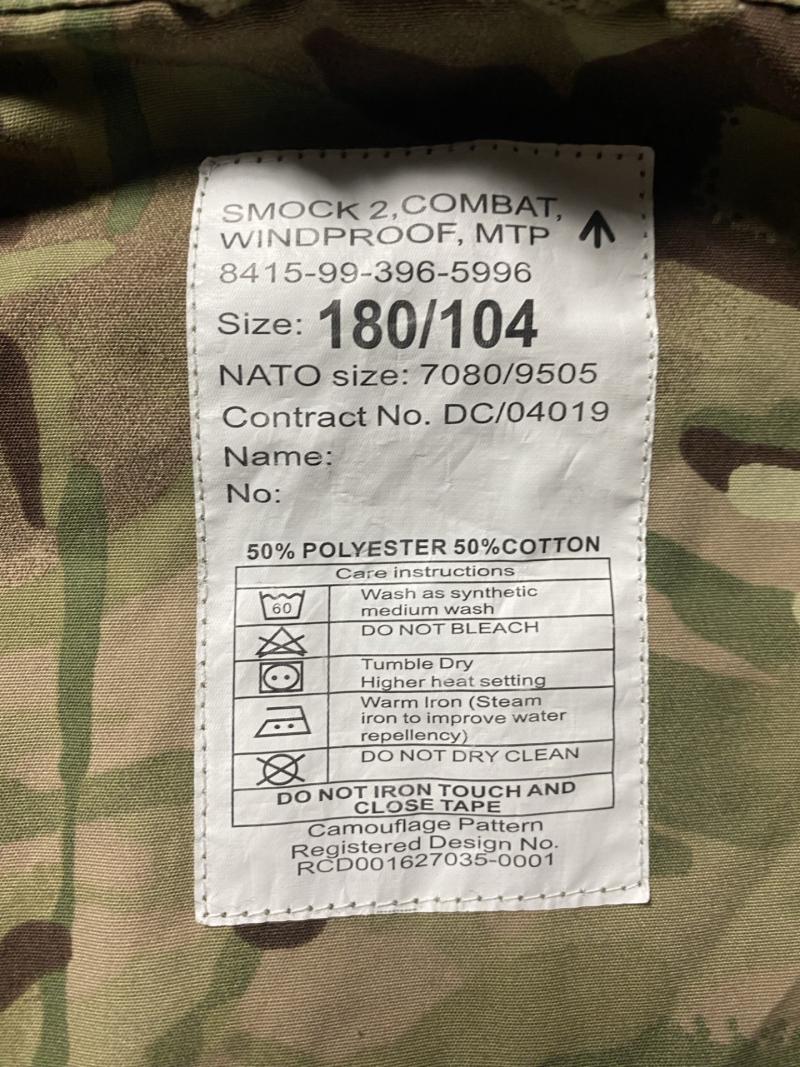 SMOCK 2,COMBAT,
WINDPROOF, MTP
8415-99-396-5996
Size: 180/104
NATO size: 7080/9505
Contract No. DC/04019
Name:
No:
50% POLYESTER 50%COTTON
Care instructions
60
Wash as synthetic
medium wash
DO NOT BLEACH
Tumble Dry
Higher heat setting
Warm Iron (Steam
iron to improve water
repellency)
DO NOT DRY CLEAN
DO NOT IRON TOUCH AND
CLOSE TAPE
Camouflage Pattern
Registered Design No.
RCD001627035-0001